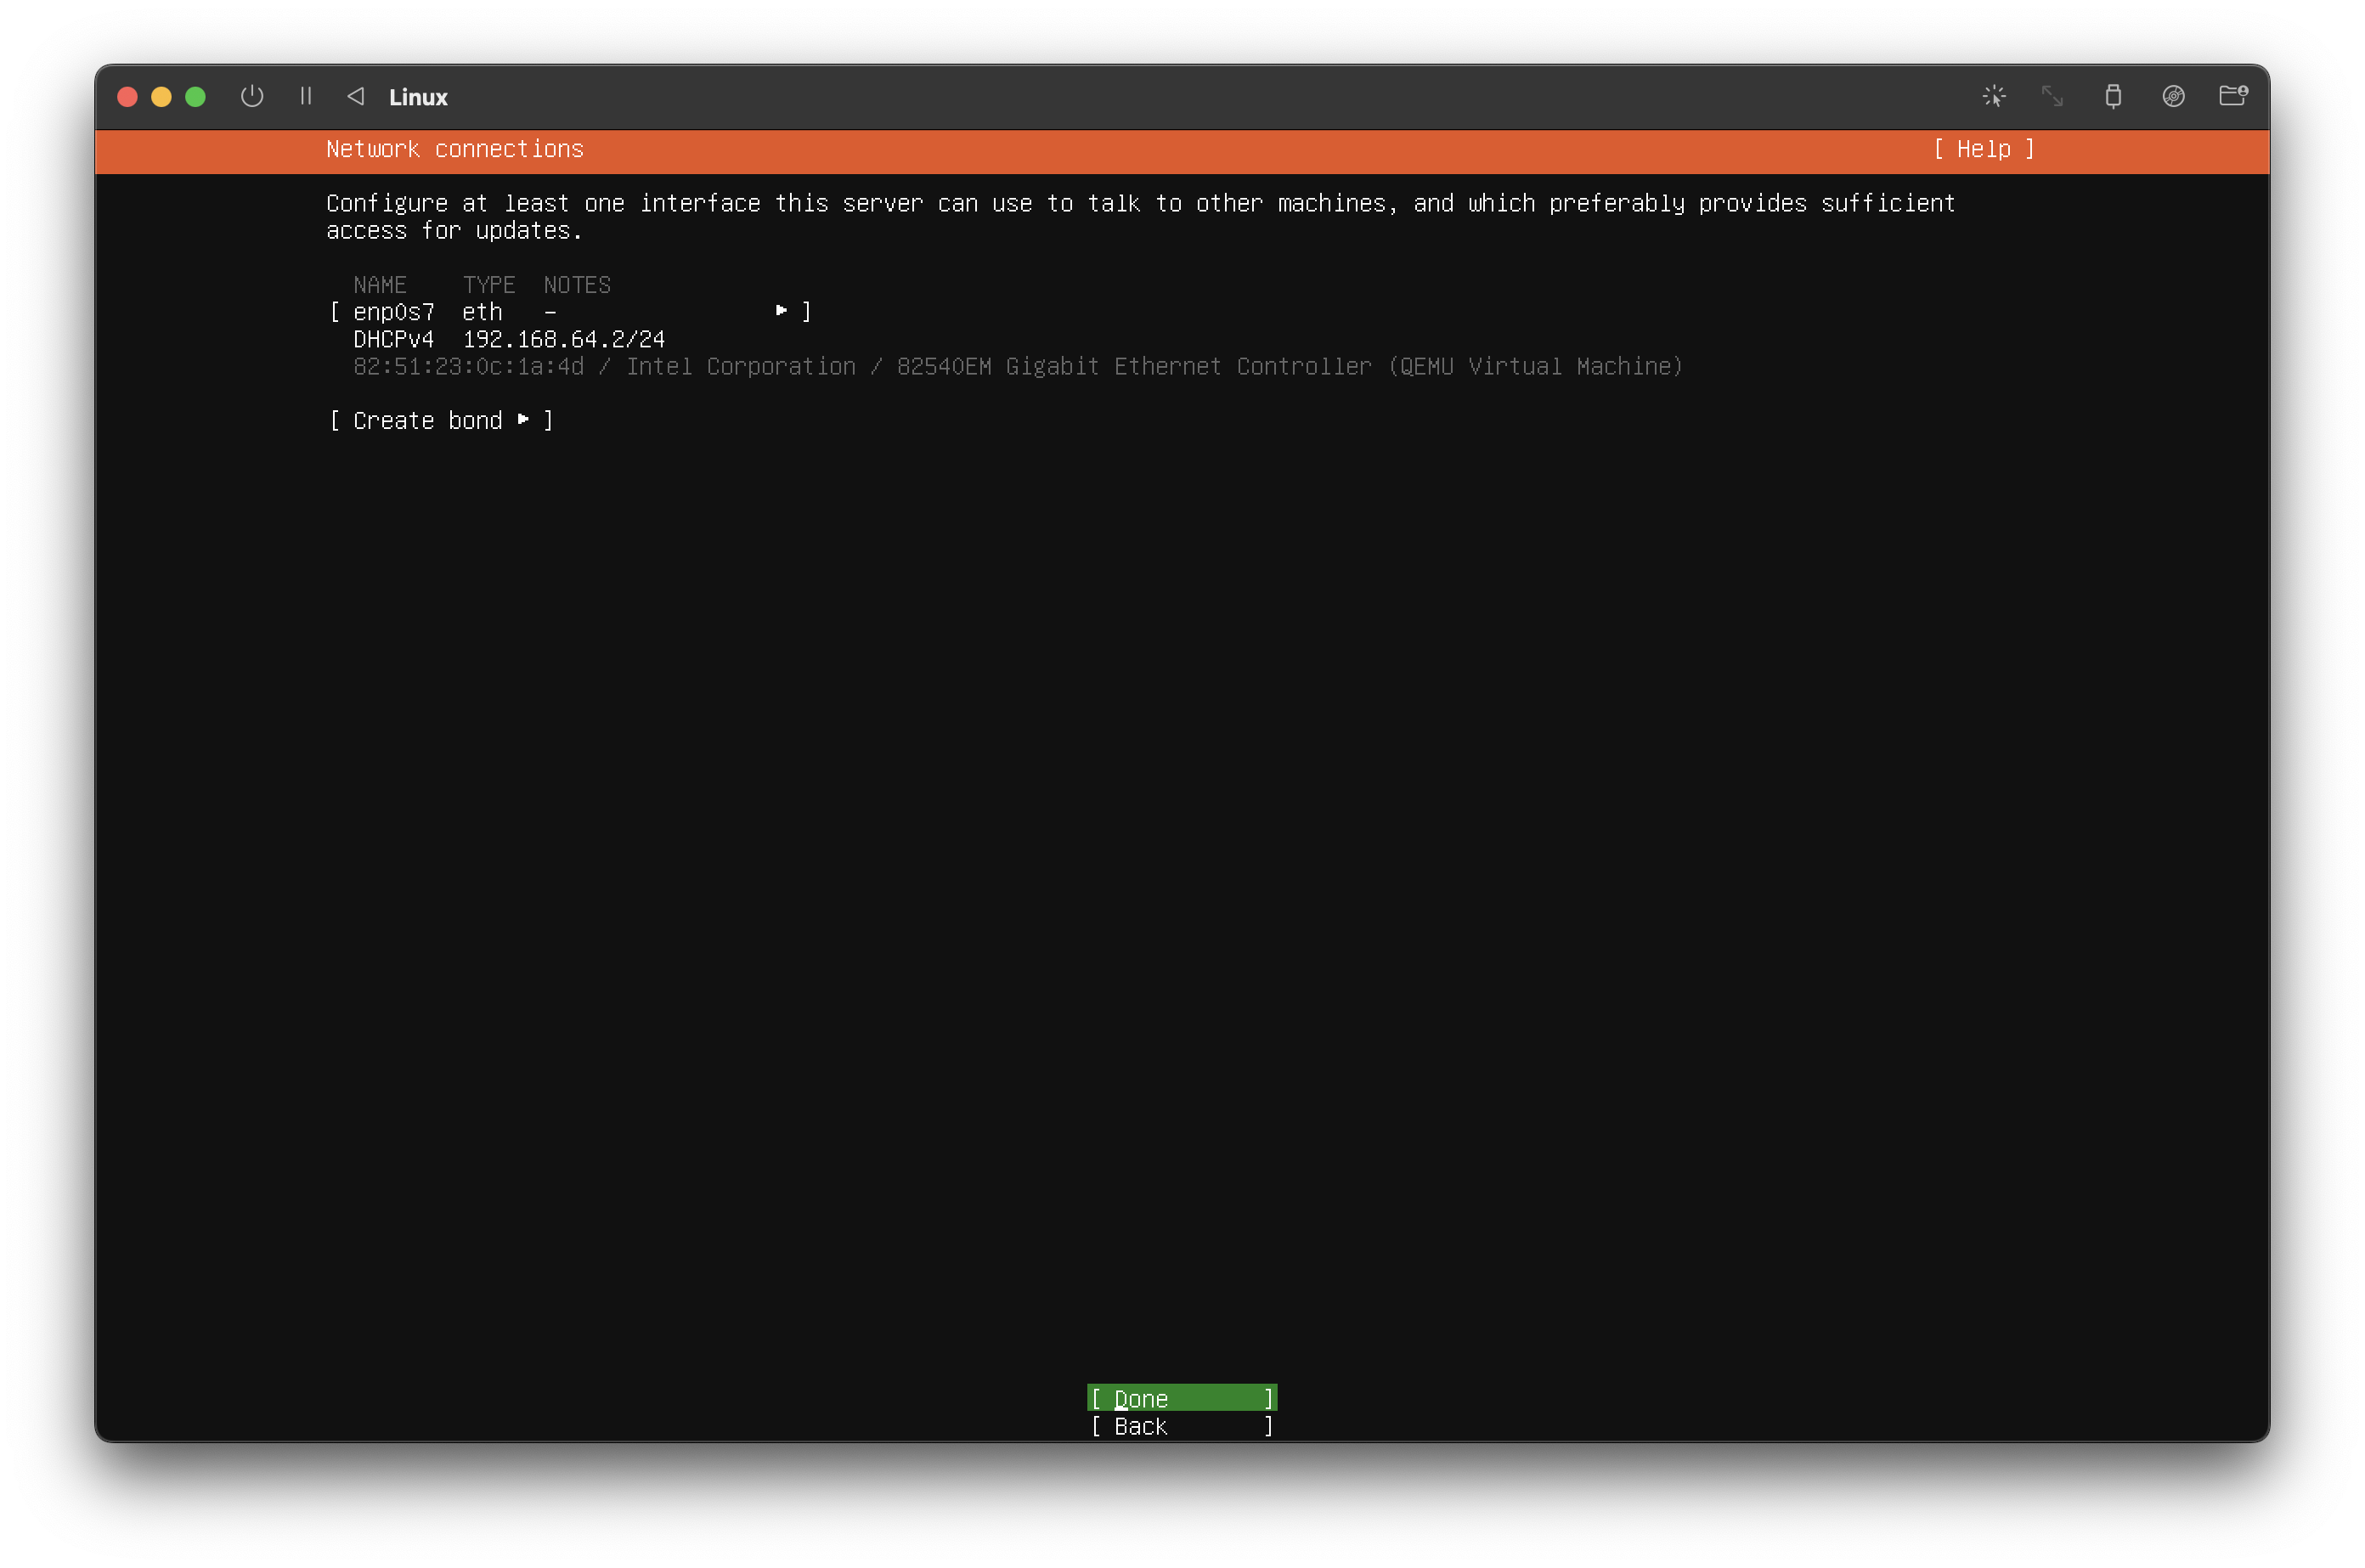 Linux
Network connections [ Help ]
Configure at least one interface this server can use to talk to other machines, and which preferably provides sufficient
access for updates.
NAME TYPE NOTES
[ enp0s7 eth - ▸ ]
DHCPv4 192.168.64.2/24
82:51:23:0c:1a:4d / Intel Corporation / 82540EM Gigabit Ethernet Controller (QEMU Virtual Machine)
[ Create bond ▸ ]
[ Done ]
[ Back ]